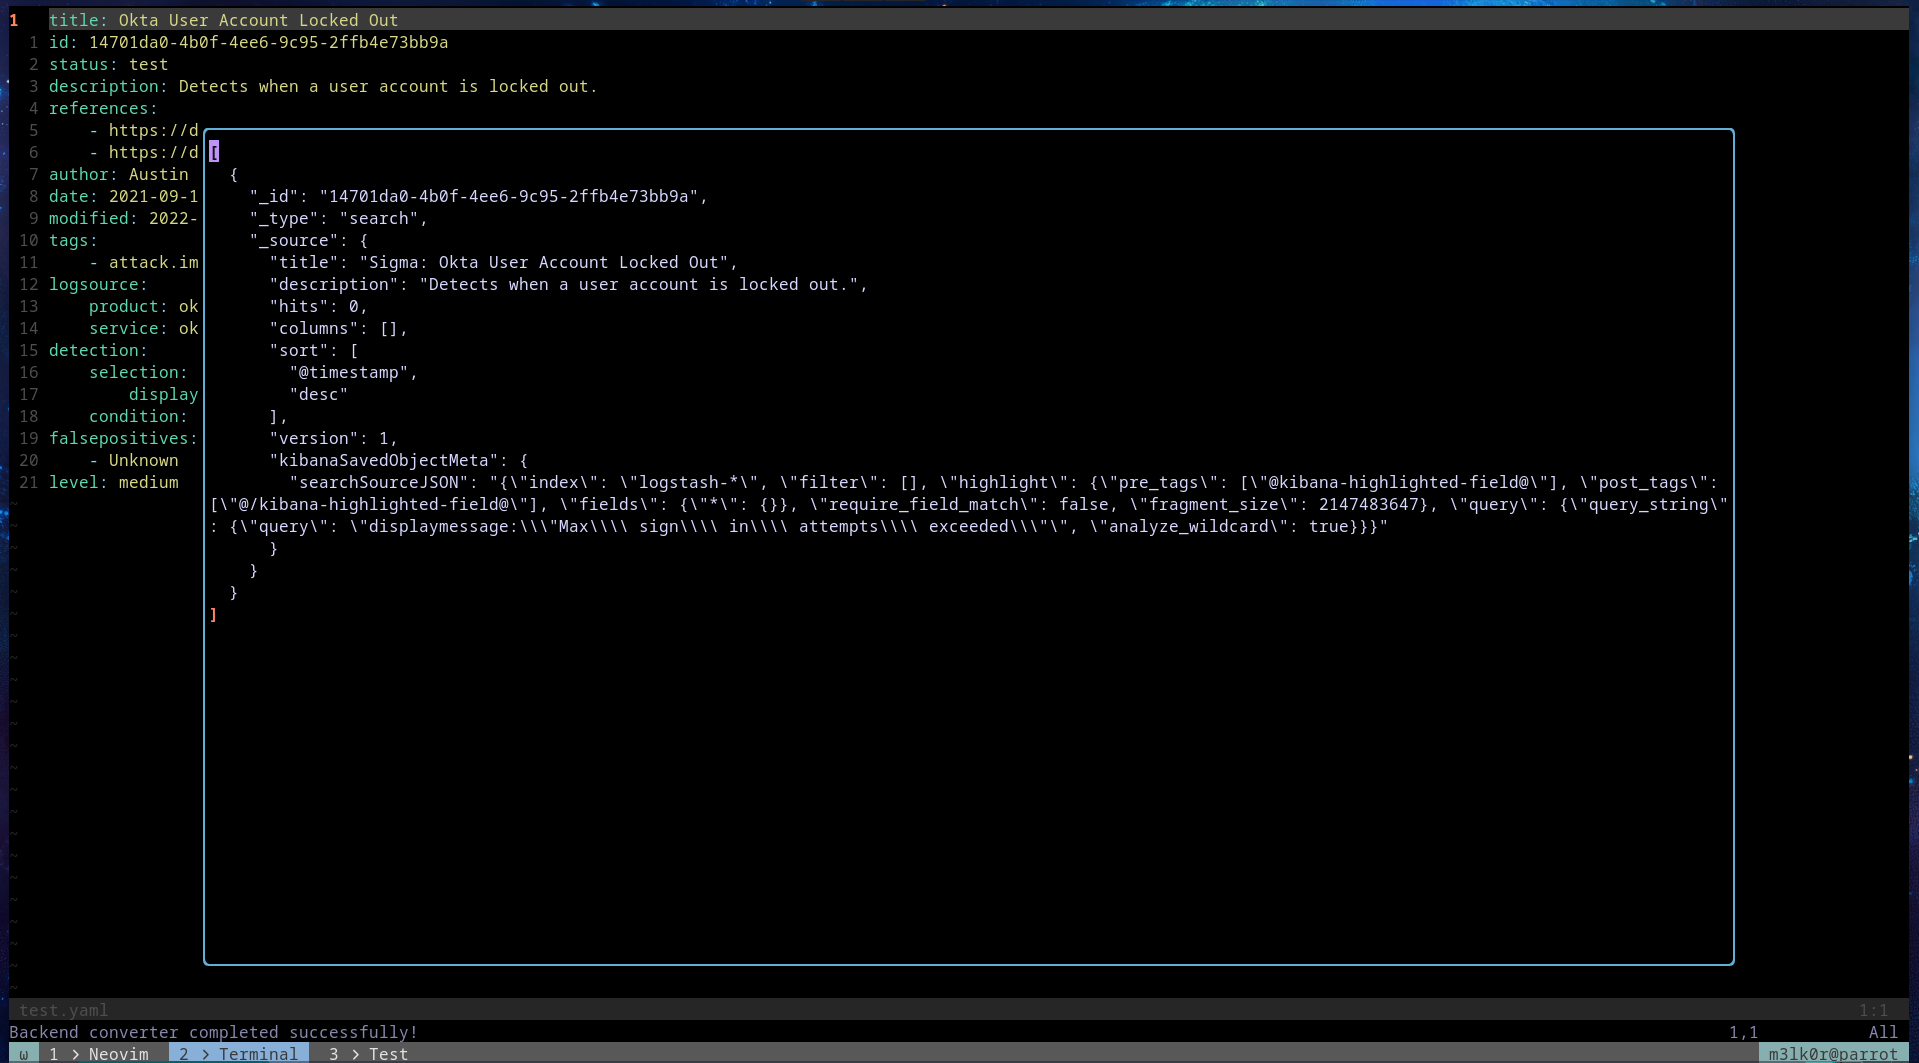 1 title: Okta User Account Locked Out
1 id: 14701da0-4b0f-4ee6-9c95-2ffb4e73bb9a
2 status: test
3 description: Detects when a user account is locked out.
4 references:
5 - https://d
6 - https://d
7 author: Austin
8 date: 2021-09-1
9 modified: 2022-
10 tags:
11 - attack.im
12 logsource:
13 product: ok
14 service: ok
15 detection:
16 selection:
17 display
18 condition:
19 falsepositives:
20 - Unknown
21 level: medium
[
{
"_id": "14701da0-4b0f-4ee6-9c95-2ffb4e73bb9a",
"_type": "search",
"_source": {
"title": "Sigma: Okta User Account Locked Out",
"description": "Detects when a user account is locked out.",
"hits": 0,
"columns": [],
"sort": [
"@timestamp",
"desc"
],
"version": 1,
"kibanaSavedObjectMeta": {
"searchSourceJSON": "{\"index\": \"logstash-*\", \"filter\": [], \"highlight\": {\"pre_tags\": [\"@kibana-highlighted-field@\"], \"post_tags\":
[\"@/kibana-highlighted-field@\"], \"fields\": {\"*\": {}}, \"require_field_match\": false, \"fragment_size\": 2147483647}, \"query\": {\"query_string\"
: {\"query\": \"displaymessage:\\\"Max\\\\ sign\\\\ in\\\\ attempts\\\\ exceeded\\\"\", \"analyze_wildcard\": true}}}"
}
}
}
]
test.yaml 1:1
Backend converter completed successfully! 1,1 All
ω 1 > Neovim 2 > Terminal 3 > Test m3lk0r@parrot